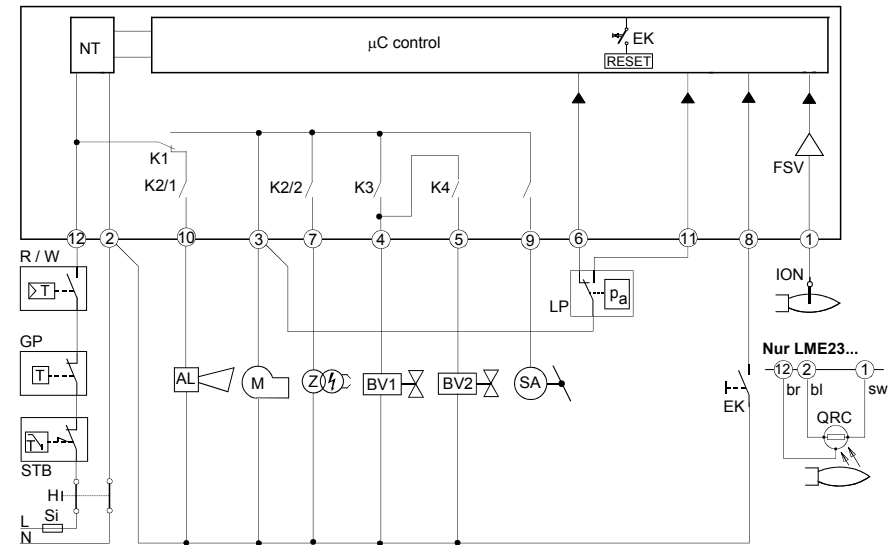 NT
µC control
EK
RESET
FSV
K1
K2/1
K2/2
K3
K4
12
2
10
3
7
4
5
9
6
11
8
1
R / W
T
LP
pa
ION
GP
T
AL
M
Z
BV1
BV2
SA
EK
Nur LME23...
12
2
1
br
bl
sw
QRC
STB
T
H
Si
L
N